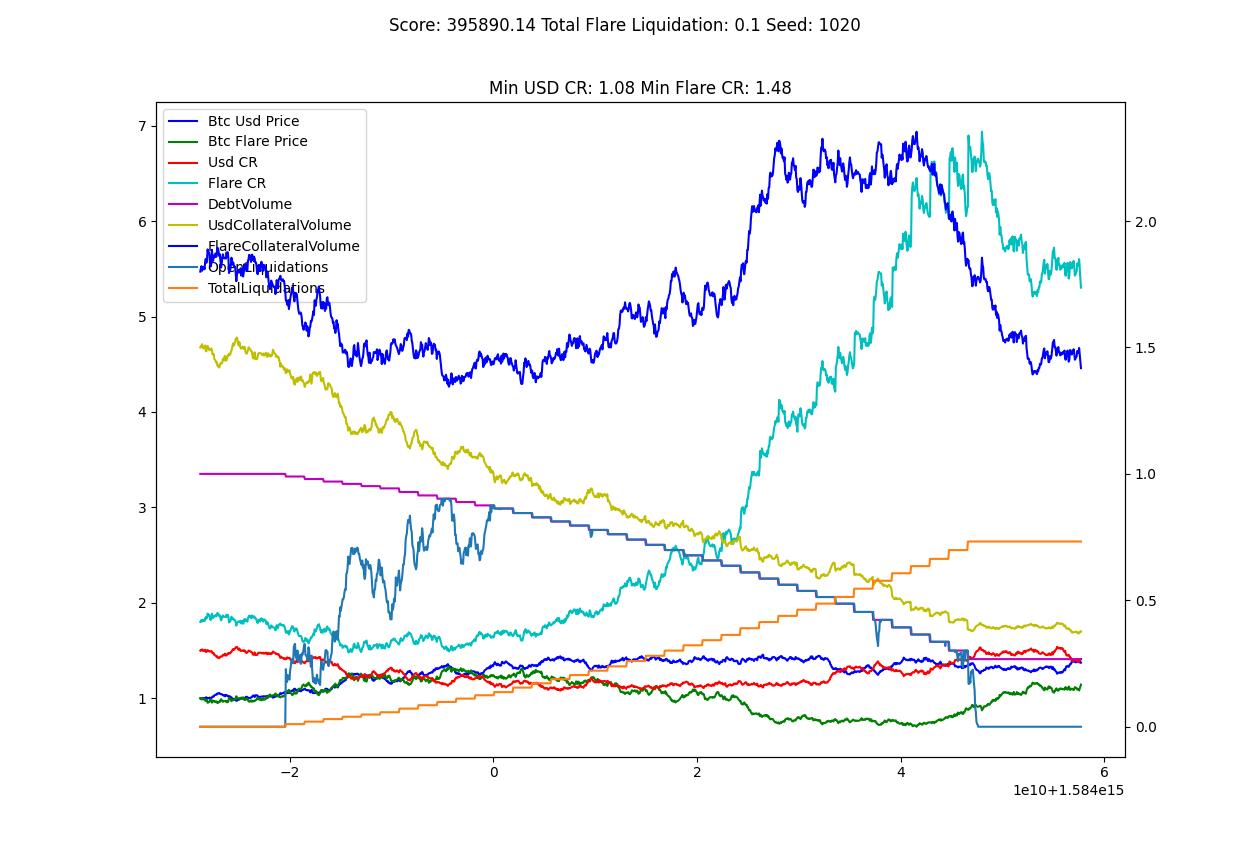 Score: 395890.14 Total Flare Liquidation: 0.1 Seed: 1020
Min USD CR: 1.08 Min Flare CR: 1.48
Btc Usd Price
Btc Flare Price
Usd CR
Flare CR
DebtVolume
UsdCollateralVolume
FlareCollateralVolume
OpenLiquidations
TotalLiquidations
7
6
5
4
3
2
1
2.0
1.5
1.0
0.5
0.0
−2
0
2
4
6
1e10+1.584e15